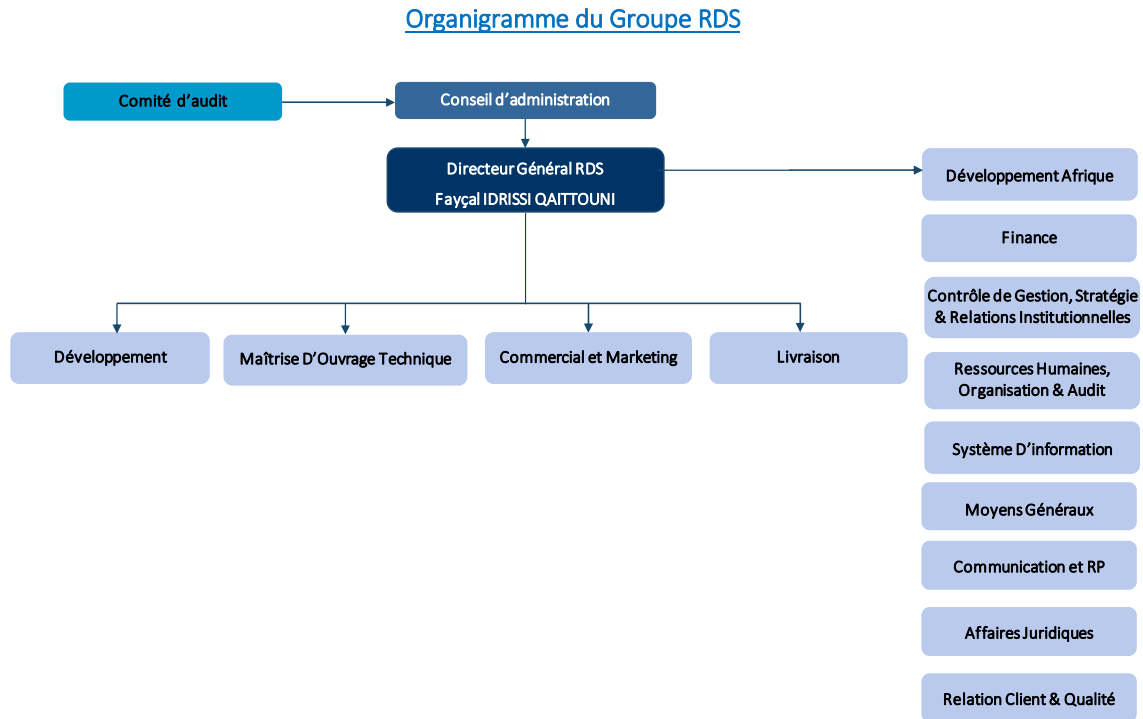 Organigramme du Groupe RDS
Comité d'audit
Conseil d'administration
Directeur Général RDS
Fayçal IDRISSI QAITTOUNI
Développement
Maîtrise D'Ouvrage Technique
Commercial et Marketing
Livraison
Développement Afrique
Finance
Contrôle de Gestion, Stratégie
& Relations Institutionnelles
Ressources Humaines,
Organisation & Audit
Système D'information
Moyens Généraux
Communication et RP
Affaires Juridiques
Relation Client & Qualité